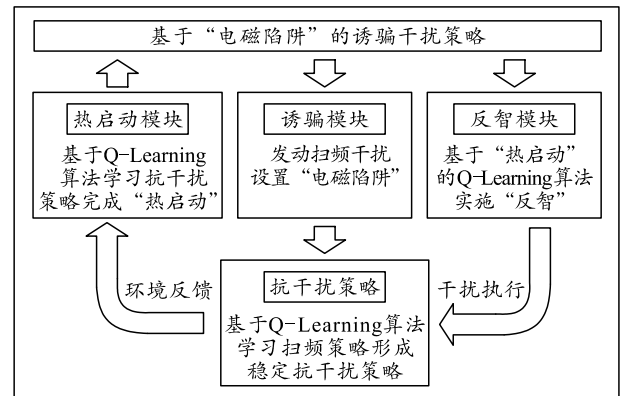 基于“电磁陷阱”的诱骗干扰策略
热启动模块
基于Q-Learning
算法学习抗干扰
策略完成“热启动”
诱骗模块
发动扫频干扰
设置“电磁陷阱”
反智模块
基于“热启动”
的Q-Learning算法
实施“反智”
环境反馈
抗干扰策略
基于Q-Learning算法
学习扫频策略形成
稳定抗干扰策略
干扰执行